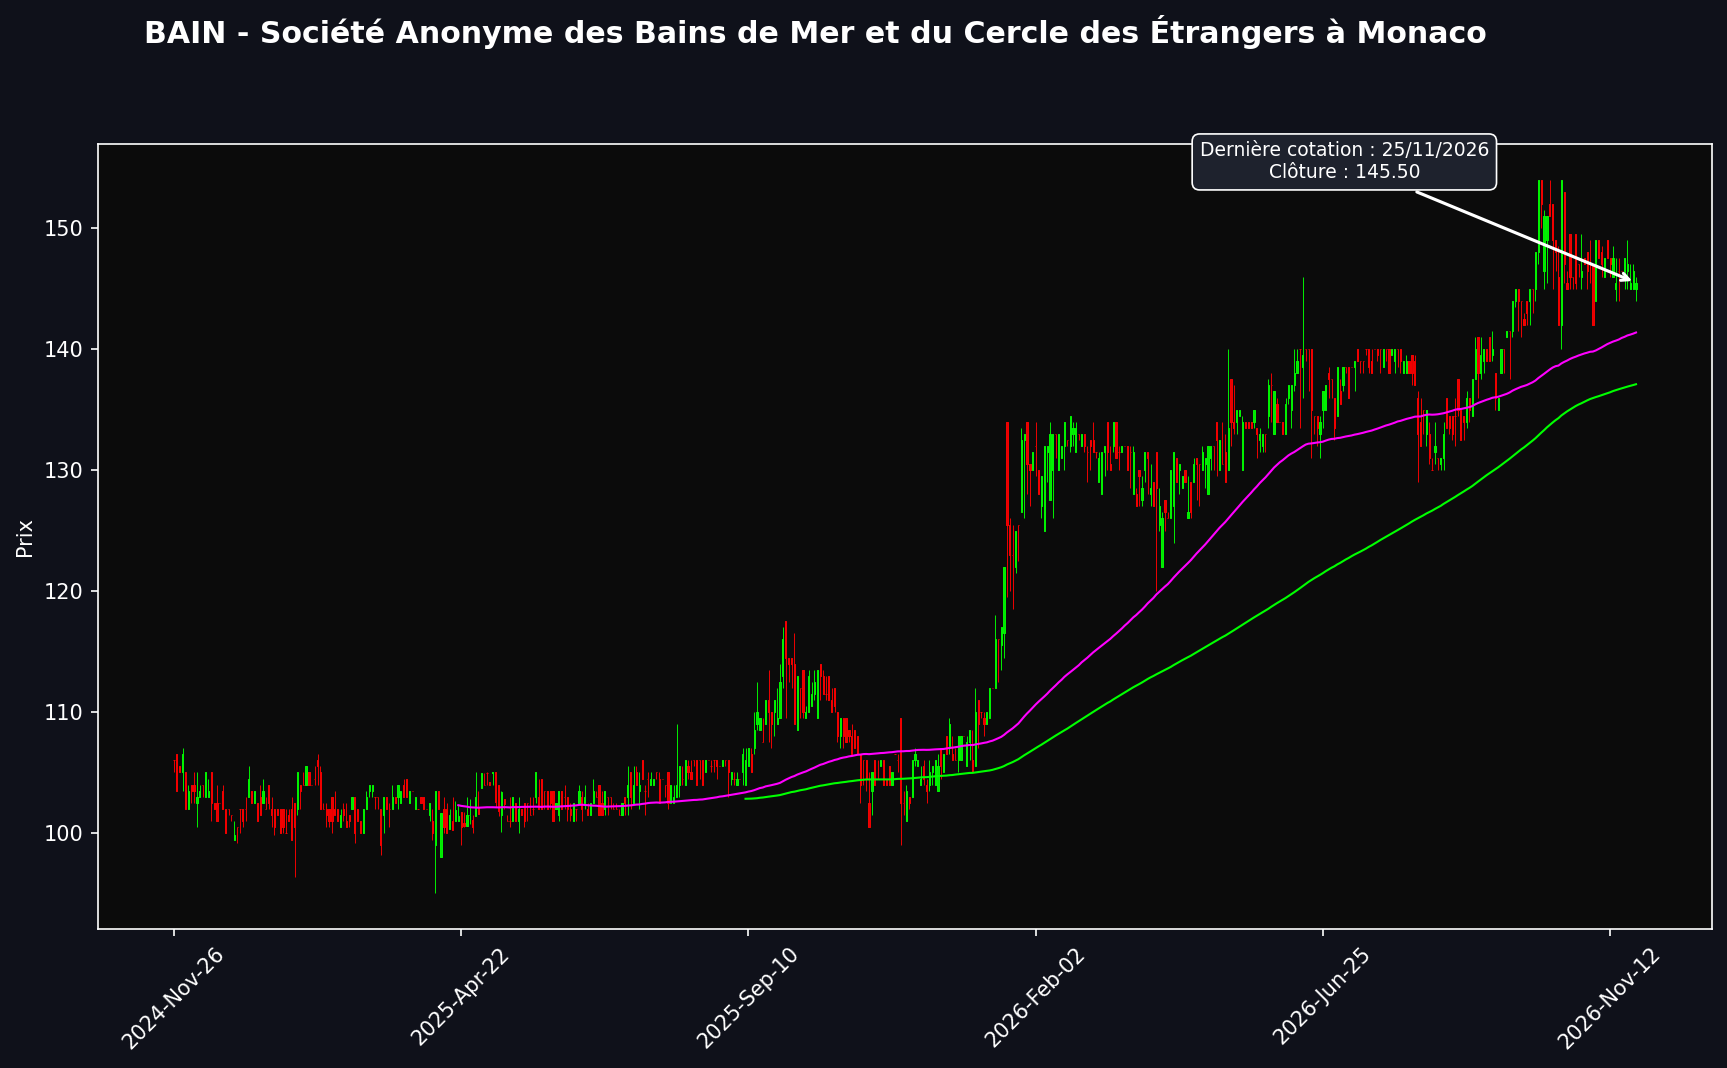 BAIN - Société Anonyme des Bains de Mer et du Cercle des Étrangers à Monaco
Dernière cotation : 25/11/2026
Clôture : 145.50
150
140
130
120
110
100
Prix
2024-Nov-26
2025-Apr-22
2025-Sep-10
2026-Feb-02
2026-Jun-25
2026-Nov-12